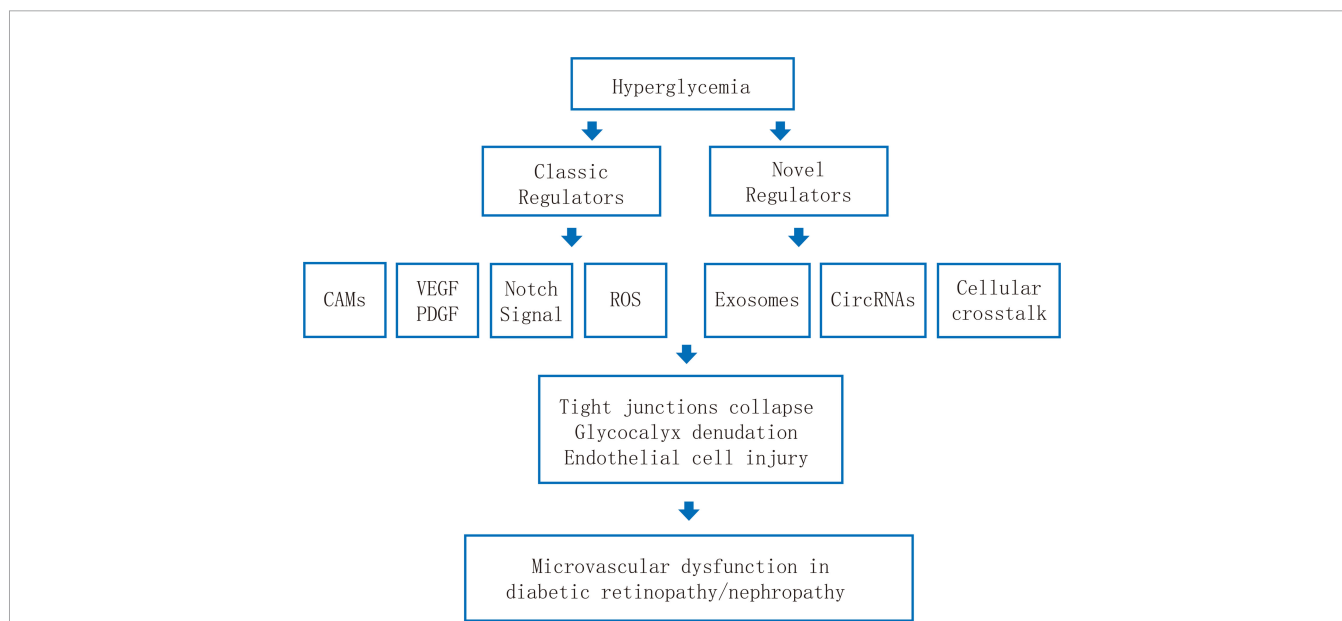 Hyperglycemia
Classic
Regulators
Novel
Regulators
CAMs
VEGF
PDGF
Notch
Signal
ROS
Exosomes
CircRNAs
Cellular
crosstalk
Tight junctions collapse
Glycocalyx denudation
Endothelial cell injury
Microvascular dysfunction in
diabetic retinopathy/nephropathy